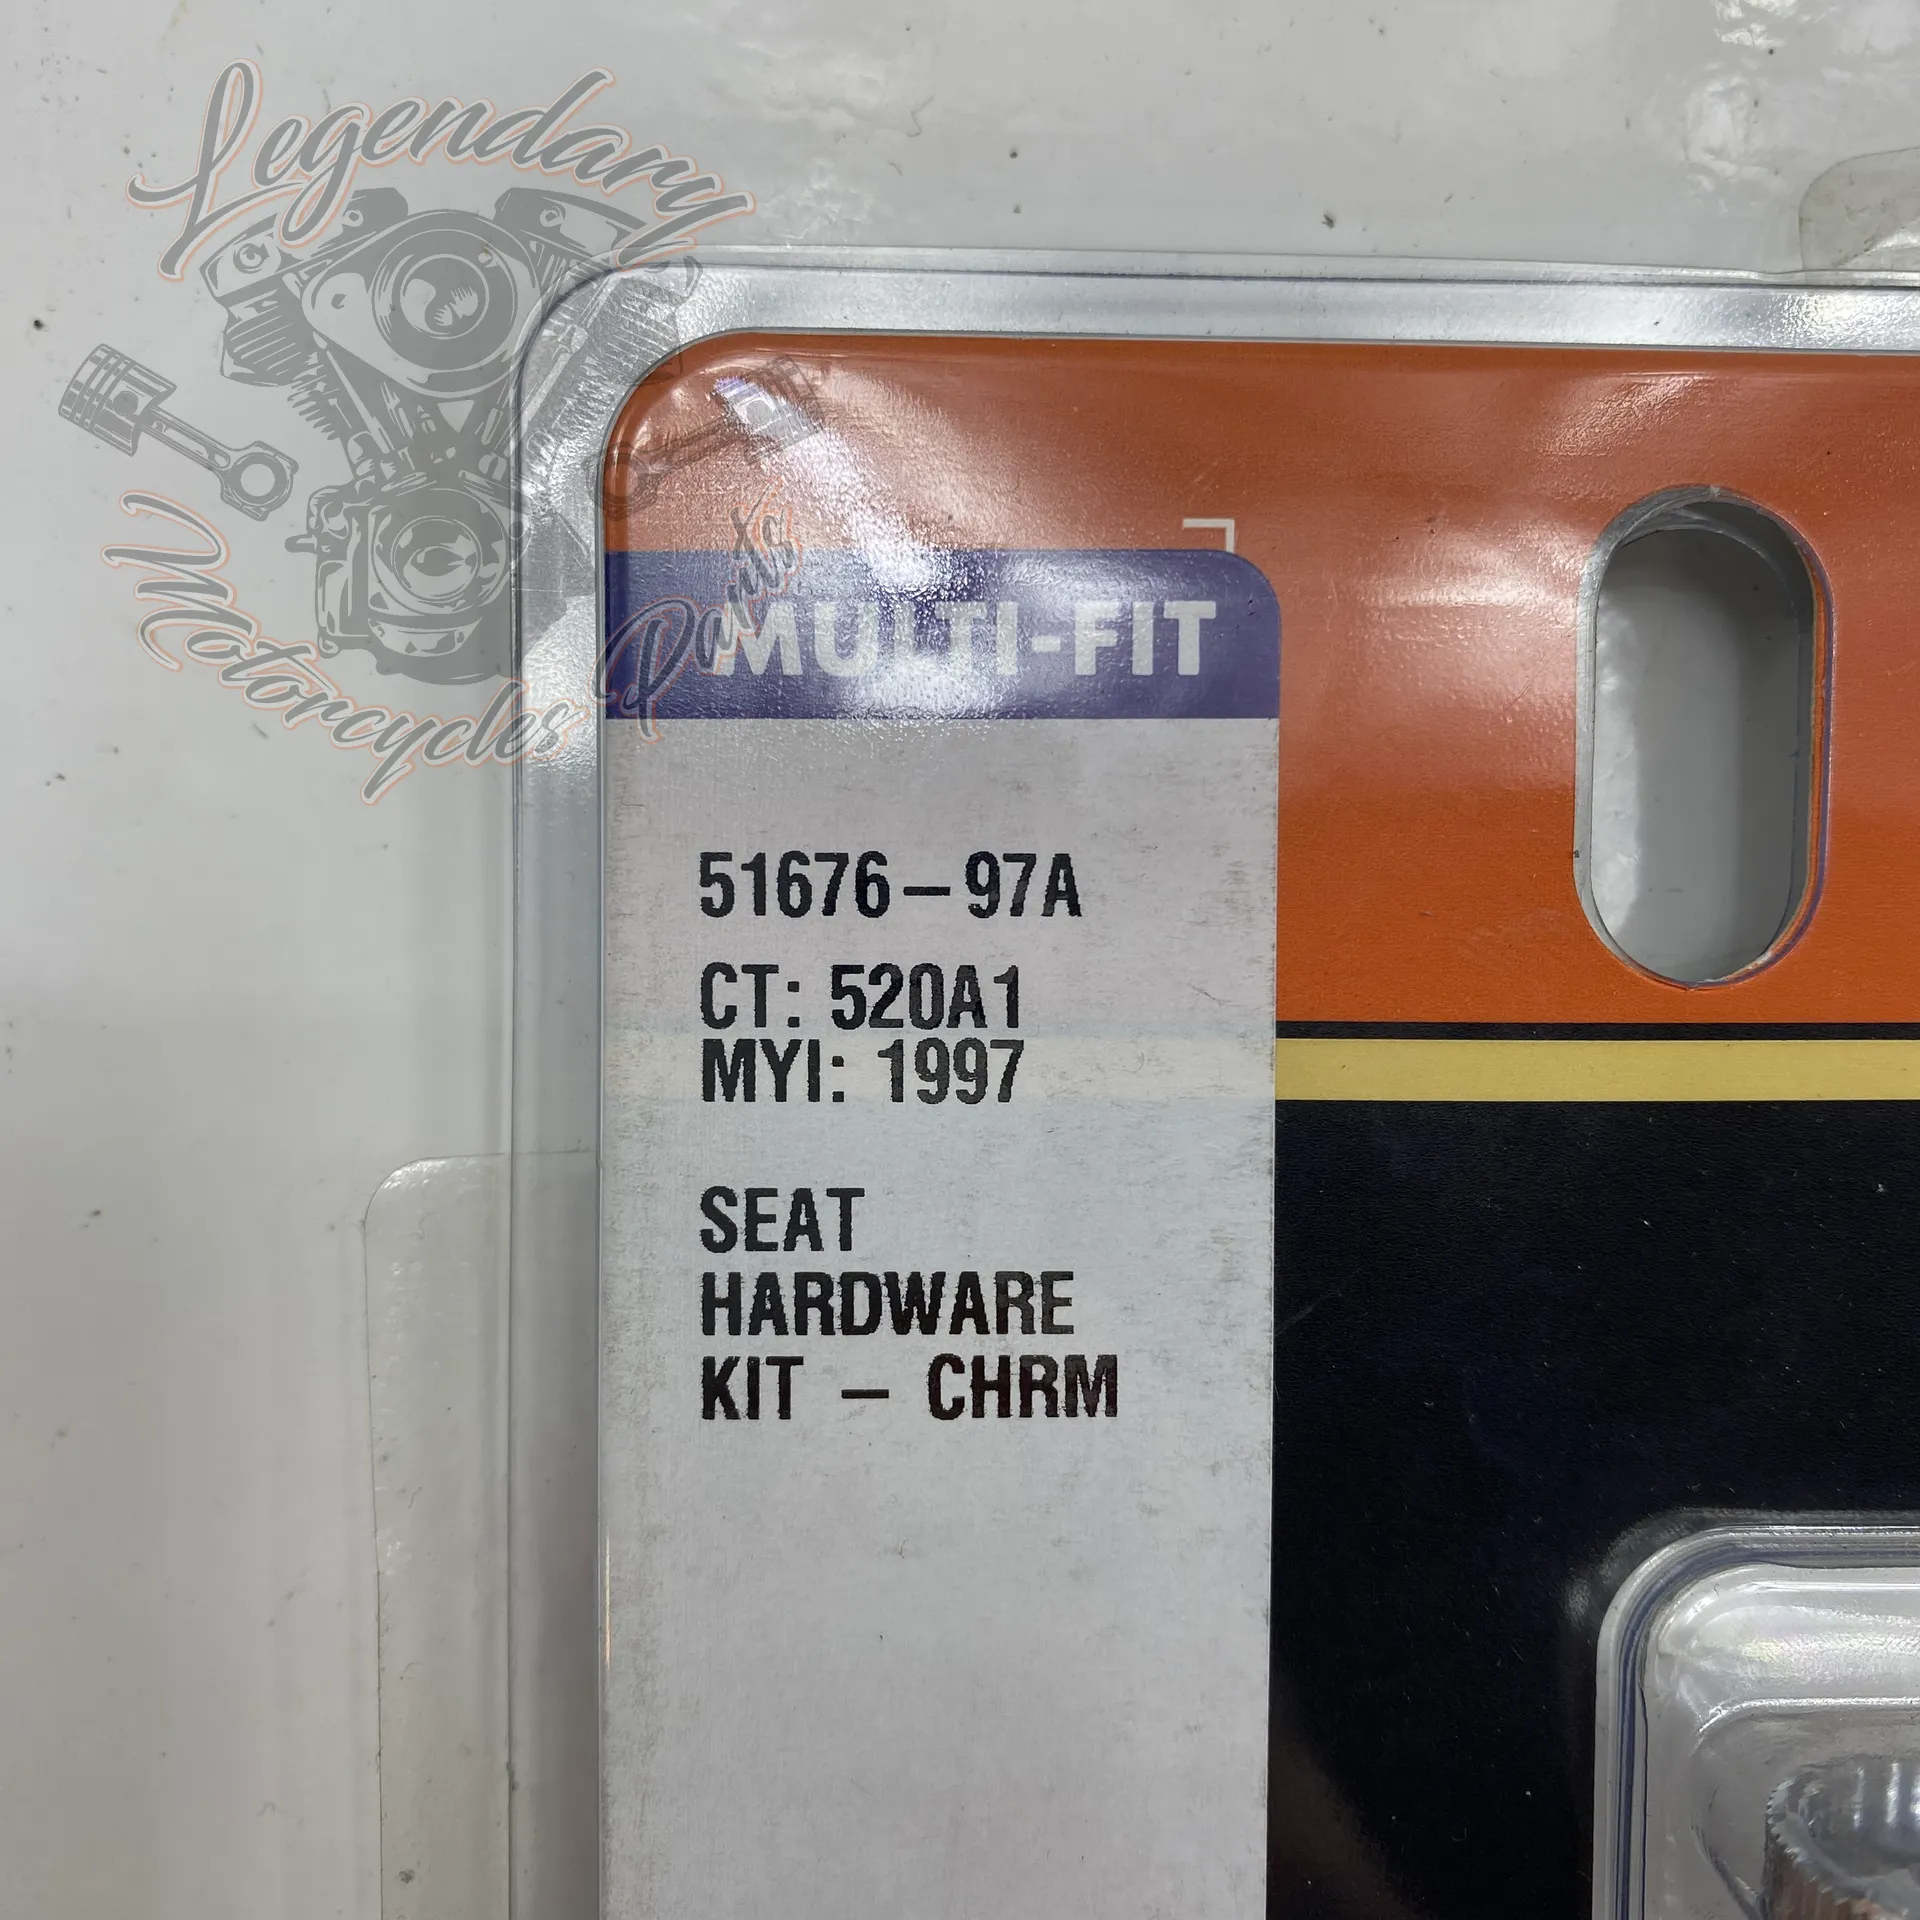 Legendary
Motorcycles Parts
MULTI-FIT
51676-97A
CT: 520A1
MYI: 1997
SEAT
HARDWARE
KIT - CHRM